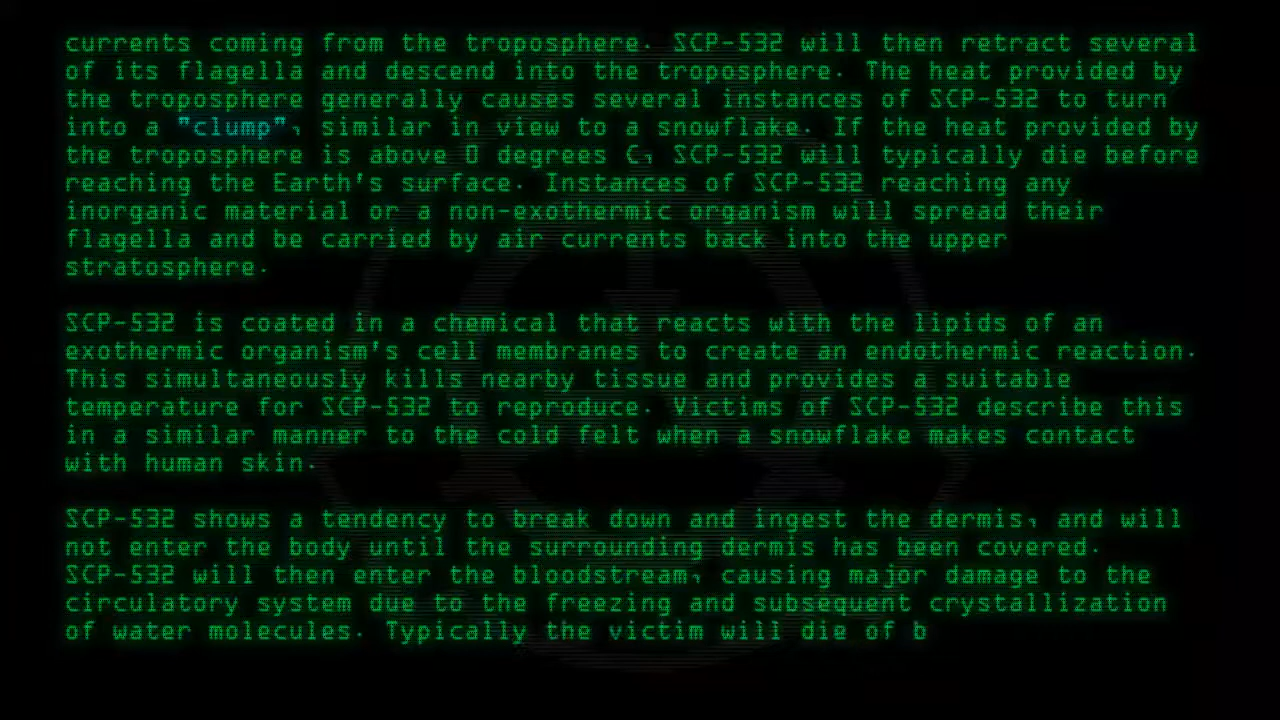 currents coming from the troposphere. SCP-532 will then retract several
of its flagella and descend into the troposphere. The heat provided by
the troposphere generally causes several instances of SCP-532 to turn
into a "clump", similar in view to a snowflake. If the heat provided by
the troposphere is above 0 degrees C, SCP-532 will typically die before
reaching the Earth's surface. Instances of SCP-532 reaching any
inorganic material or a non-exothermic organism will spread their
flagella and be carried by air currents back into the upper
stratosphere.
SCP-532 is coated in a chemical that reacts with the lipids of an
exothermic organism's cell membranes to create an endothermic reaction.
This simultaneously kills nearby tissue and provides a suitable
temperature for SCP-532 to reproduce. Victims of SCP-532 describe this
in a similar manner to the cold felt when a snowflake makes contact
with human skin.
SCP-532 shows a tendency to break down and ingest the dermis, and will
not enter the body until the surrounding dermis has been covered.
SCP-532 will then enter the bloodstream, causing major damage to the
circulatory system due to the freezing and subsequent crystallization
of water molecules. Typically the victim will die of b